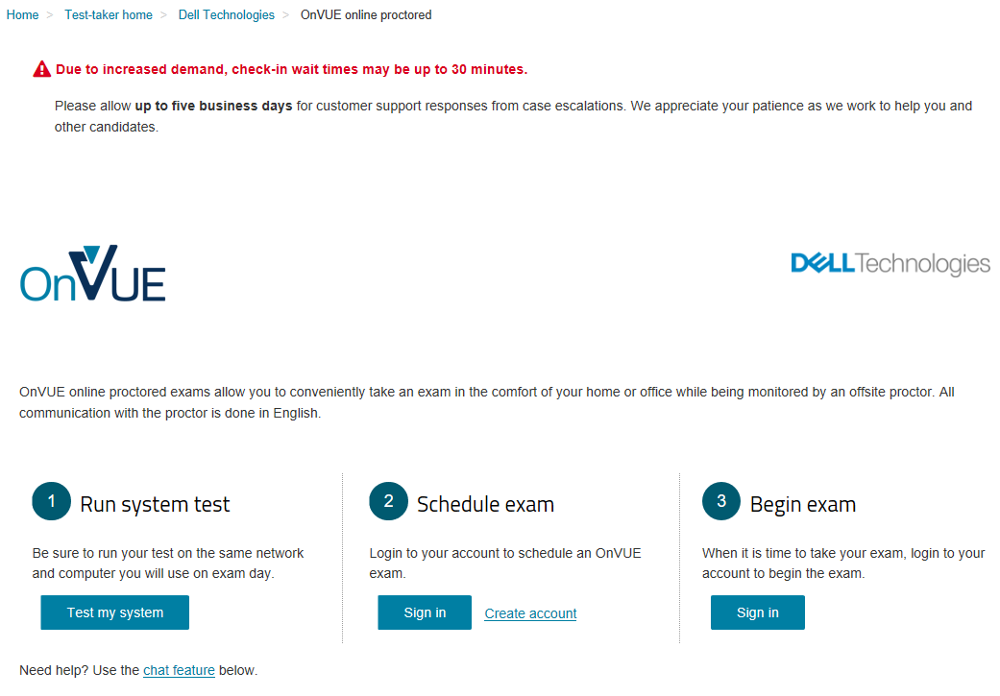 Home > Test-taker home > Dell Technologies > OnVUE online proctored
Due to increased demand, check-in wait times may be up to 30 minutes.
Please allow up to five business days for customer support responses from case escalations. We appreciate your patience as we work to help you and
other candidates.
OnVUE
DELLTechnologies
OnVUE online proctored exams allow you to conveniently take an exam in the comfort of your home or office while being monitored by an offsite proctor. All
communication with the proctor is done in English.
1 Run system test
Be sure to run your test on the same network
and computer you will use on exam day.
Test my system
2 Schedule exam
Login to your account to schedule an OnVUE
exam.
Sign in Create account
3 Begin exam
When it is time to take your exam, login to your
account to begin the exam.
Sign in
Need help? Use the chat feature below.